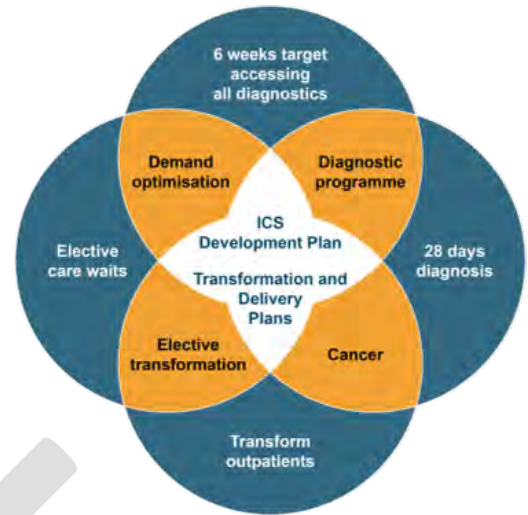 6 weeks target
accessing
all diagnostics
Demand
optimisation
Diagnostic
programme
ICS
Development Plan
Elective
care waits
28 days
diagnosis
Transformation and
Delivery
Plans
Elective
transformation
Cancer
Transform
outpatients